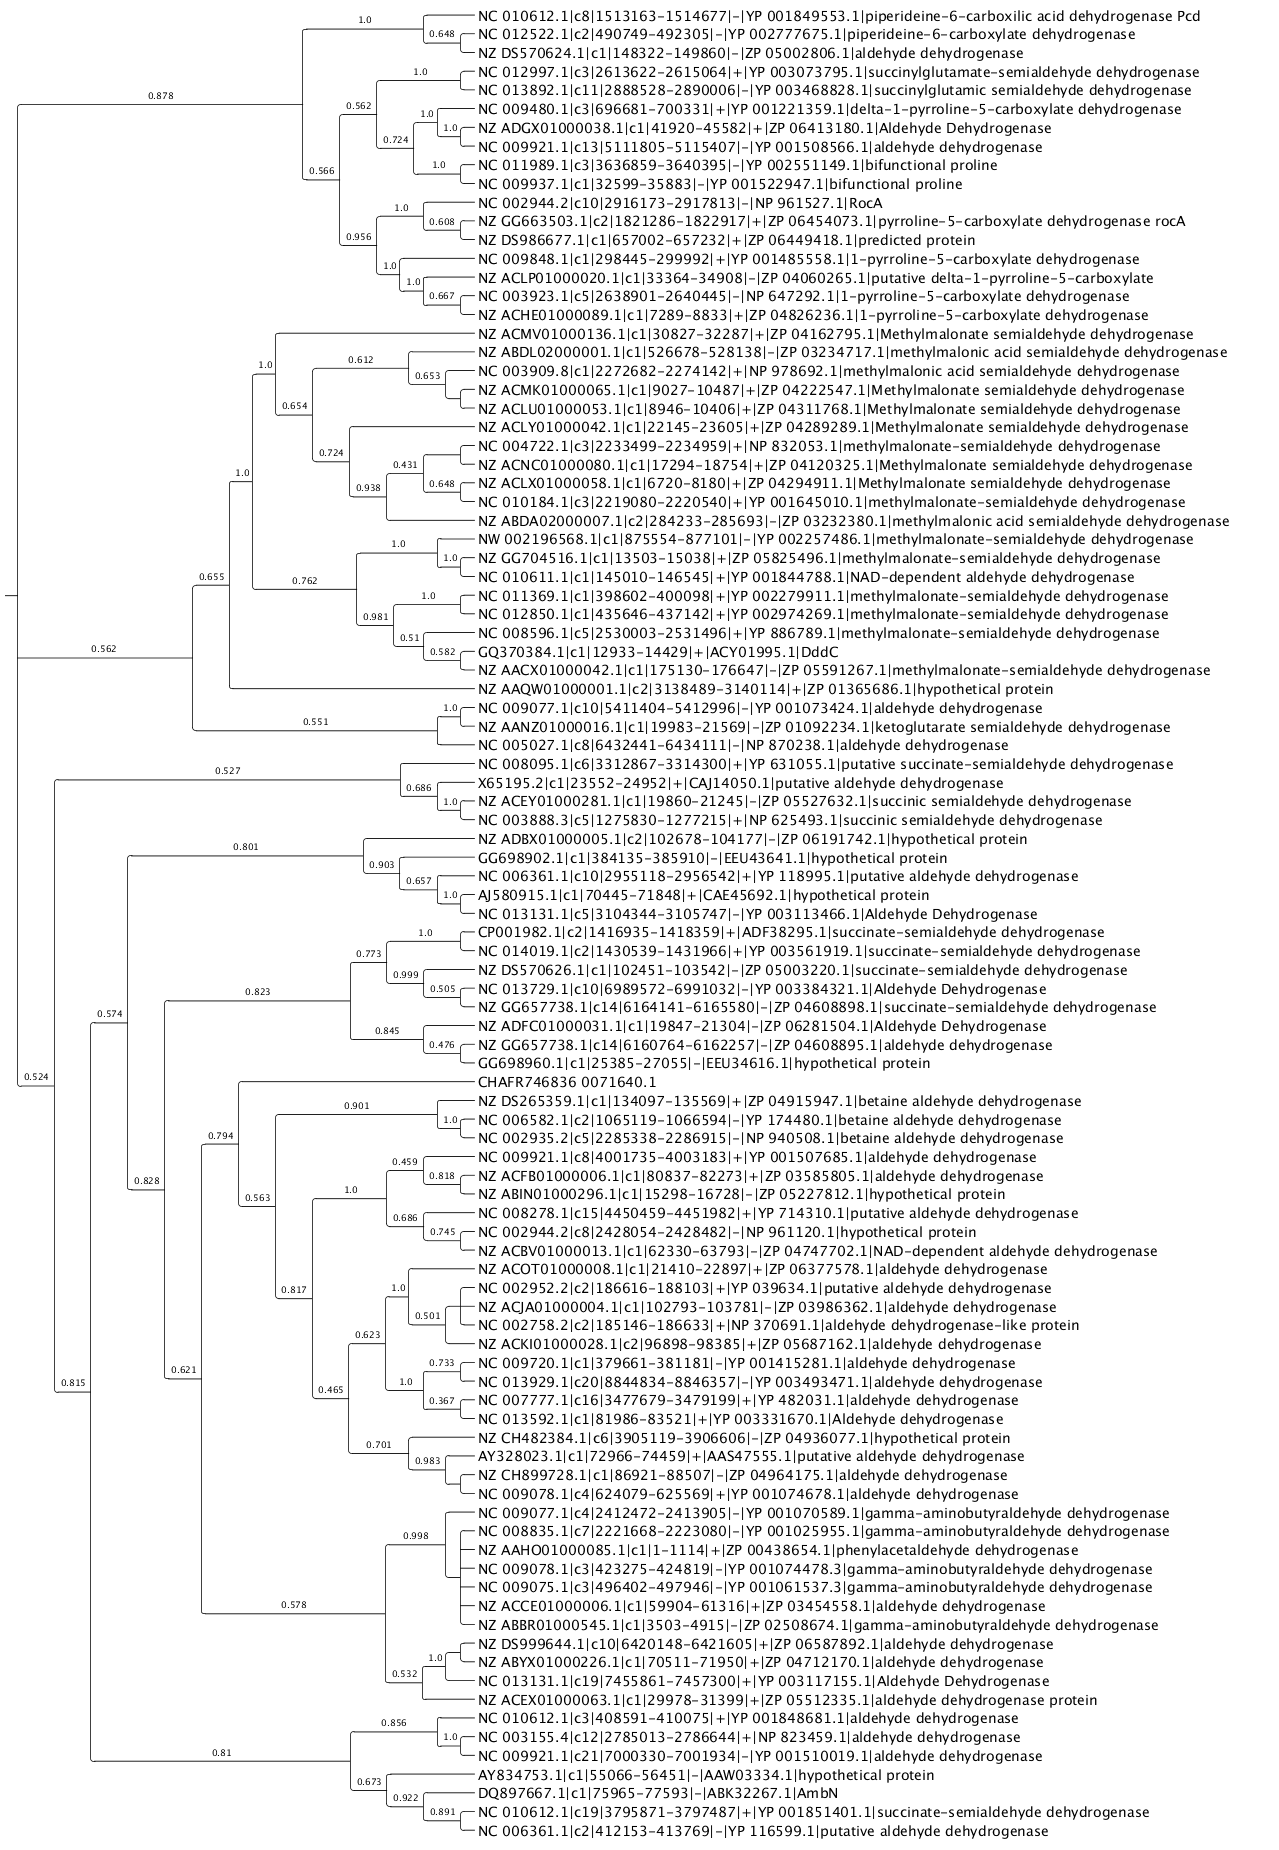 1.0
NC 010612.1|c8|1513163-1514677|-|YP 001849553.1|piperideine-6-carboxilic acid dehydrogenase Pcd
0.648
NC 012522.1|c2|490749-492305|-|YP 002777675.1|piperideine-6-carboxylate dehydrogenase
NZ DS570624.1|c1|148322-149860|-|ZP 05002806.1|aldehyde dehydrogenase
0.878
1.0
NC 012997.1|c3|2613622-2615064|+|YP 003073795.1|succinylglutamate-semialdehyde dehydrogenase
NC 013892.1|c11|2888528-2890006|-|YP 003468828.1|succinylglutamic semialdehyde dehydrogenase
0.562
NC 009480.1|c3|696681-700331|+|YP 001221359.1|delta-1-pyrroline-5-carboxylate dehydrogenase
1.0
1.0
NZ ADGX01000038.1|c1|41920-45582|+|ZP 06413180.1|Aldehyde Dehydrogenase
0.724
NC 009921.1|c13|5111805-5115407|-|YP 001508566.1|aldehyde dehydrogenase
1.0
NC 011989.1|c3|3636859-3640395|-|YP 002551149.1|bifunctional proline
0.566
NC 009937.1|c1|32599-35883|-|YP 001522947.1|bifunctional proline
1.0
NC 002944.2|c10|2916173-2917813|-|NP 961527.1|RocA
0.608
NZ GG663503.1|c2|1821286-1822917|+|ZP 06454073.1|pyrroline-5-carboxylate dehydrogenase rocA
0.956
NZ DS986677.1|c1|657002-657232|+|ZP 06449418.1|predicted protein
1.0
NC 009848.1|c1|298445-299992|+|YP 001485558.1|1-pyrroline-5-carboxylate dehydrogenase
1.0
NZ ACLP01000020.1|c1|33364-34908|-|ZP 04060265.1|putative delta-1-pyrroline-5-carboxylate
0.667
NC 003923.1|c5|2638901-2640445|-|NP 647292.1|1-pyrroline-5-carboxylate dehydrogenase
NZ ACHE01000089.1|c1|7289-8833|+|ZP 04826236.1|1-pyrroline-5-carboxylate dehydrogenase
NZ ACMV01000136.1|c1|30827-32287|+|ZP 04162795.1|Methylmalonate semialdehyde dehydrogenase
1.0
0.612
NZ ABDL02000001.1|c1|526678-528138|-|ZP 03234717.1|methylmalonic acid semialdehyde dehydrogenase
0.653
NC 003909.8|c1|2272682-2274142|+|NP 978692.1|methylmalonic acid semialdehyde dehydrogenase
NZ ACMK01000065.1|c1|9027-10487|+|ZP 04222547.1|Methylmalonate semialdehyde dehydrogenase
0.654
NZ ACLU01000053.1|c1|8946-10406|+|ZP 04311768.1|Methylmalonate semialdehyde dehydrogenase
NZ ACLY01000042.1|c1|22145-23605|+|ZP 04289289.1|Methylmalonate semialdehyde dehydrogenase
0.724
NC 004722.1|c3|2233499-2234959|+|NP 832053.1|methylmalonate-semialdehyde dehydrogenase
0.431
NZ ACNC01000080.1|c1|17294-18754|+|ZP 04120325.1|Methylmalonate semialdehyde dehydrogenase
1.0
0.938
0.648
NZ ACLX01000058.1|c1|6720-8180|+|ZP 04294911.1|Methylmalonate semialdehyde dehydrogenase
NC 010184.1|c3|2219080-2220540|+|YP 001645010.1|methylmalonate-semialdehyde dehydrogenase
NZ ABDA02000007.1|c2|284233-285693|-|ZP 03232380.1|methylmalonic acid semialdehyde dehydrogenase
1.0
NW 002196568.1|c1|875554-877101|-|YP 002257486.1|methylmalonate-semialdehyde dehydrogenase
1.0
NZ GG704516.1|c1|13503-15038|+|ZP 05825496.1|methylmalonate-semialdehyde dehydrogenase
0.655
0.762
NC 010611.1|c1|145010-146545|+|YP 001844788.1|NAD-dependent aldehyde dehydrogenase
1.0
NC 011369.1|c1|398602-400098|+|YP 002279911.1|methylmalonate-semialdehyde dehydrogenase
0.981
NC 012850.1|c1|435646-437142|+|YP 002974269.1|methylmalonate-semialdehyde dehydrogenase
0.51
NC 008596.1|c5|2530003-2531496|+|YP 886789.1|methylmalonate-semialdehyde dehydrogenase
0.562
0.582
GQ370384.1|c1|12933-14429|+|ACY01995.1|DddC
NZ AACX01000042.1|c1|175130-176647|-|ZP 05591267.1|methylmalonate-semialdehyde dehydrogenase
NZ AAQW01000001.1|c2|3138489-3140114|+|ZP 01365686.1|hypothetical protein
1.0
NC 009077.1|c10|5411404-5412996|-|YP 001073424.1|aldehyde dehydrogenase
0.551
NZ AANZ01000016.1|c1|19983-21569|-|ZP 01092234.1|ketoglutarate semialdehyde dehydrogenase
NC 005027.1|c8|6432441-6434111|-|NP 870238.1|aldehyde dehydrogenase
0.527
NC 008095.1|c6|3312867-3314300|+|YP 631055.1|putative succinate-semialdehyde dehydrogenase
0.686
X65195.2|c1|23552-24952|+|CAJ14050.1|putative aldehyde dehydrogenase
1.0
NZ ACEY01000281.1|c1|19860-21245|-|ZP 05527632.1|succinic semialdehyde dehydrogenase
NC 003888.3|c5|1275830-1277215|+|NP 625493.1|succinic semialdehyde dehydrogenase
0.801
NZ ADBX01000005.1|c2|102678-104177|-|ZP 06191742.1|hypothetical protein
0.903
GG698902.1|c1|384135-385910|-|EEU43641.1|hypothetical protein
0.657
NC 006361.1|c10|2955118-2956542|+|YP 118995.1|putative aldehyde dehydrogenase
1.0
AJ580915.1|c1|70445-71848|+|CAE45692.1|hypothetical protein
NC 013131.1|c5|3104344-3105747|-|YP 003113466.1|Aldehyde Dehydrogenase
1.0
CP001982.1|c2|1416935-1418359|+|ADF38295.1|succinate-semialdehyde dehydrogenase
0.773
NC 014019.1|c2|1430539-1431966|+|YP 003561919.1|succinate-semialdehyde dehydrogenase
0.999
NZ DS570626.1|c1|102451-103542|-|ZP 05003220.1|succinate-semialdehyde dehydrogenase
0.505
NC 013729.1|c10|6989572-6991032|-|YP 003384321.1|Aldehyde Dehydrogenase
0.823
NZ GG657738.1|c14|6164141-6165580|-|ZP 04608898.1|succinate-semialdehyde dehydrogenase
0.574
0.845
NZ ADFC01000031.1|c1|19847-21304|-|ZP 06281504.1|Aldehyde Dehydrogenase
0.476
NZ GG657738.1|c14|6160764-6162257|-|ZP 04608895.1|aldehyde dehydrogenase
GG698960.1|c1|25385-27055|-|EEU34616.1|hypothetical protein
0.524
CHAFR746836 0071640.1
0.901
NZ DS265359.1|c1|134097-135569|+|ZP 04915947.1|betaine aldehyde dehydrogenase
1.0
NC 006582.1|c2|1065119-1066594|-|YP 174480.1|betaine aldehyde dehydrogenase
0.794
NC 002935.2|c5|2285338-2286915|-|NP 940508.1|betaine aldehyde dehydrogenase
0.459
NC 009921.1|c8|4001735-4003183|+|YP 001507685.1|aldehyde dehydrogenase
0.818
NZ ACFB01000006.1|c1|80837-82273|+|ZP 03585805.1|aldehyde dehydrogenase
0.828
0.563
1.0
NZ ABIN01000296.1|c1|15298-16728|-|ZP 05227812.1|hypothetical protein
0.686
NC 008278.1|c15|4450459-4451982|+|YP 714310.1|putative aldehyde dehydrogenase
0.745
NC 002944.2|c8|2428054-2428482|-|NP 961120.1|hypothetical protein
NZ ACBV01000013.1|c1|62330-63793|-|ZP 04747702.1|NAD-dependent aldehyde dehydrogenase
NZ ACOT01000008.1|c1|21410-22897|+|ZP 06377578.1|aldehyde dehydrogenase
0.817
1.0
NC 002952.2|c2|186616-188103|+|YP 039634.1|putative aldehyde dehydrogenase
0.501
NZ ACJA01000004.1|c1|102793-103781|-|ZP 03986362.1|aldehyde dehydrogenase
NC 002758.2|c2|185146-186633|+|NP 370691.1|aldehyde dehydrogenase-like protein
0.623
NZ ACKI01000028.1|c2|96898-98385|+|ZP 05687162.1|aldehyde dehydrogenase
0.733
NC 009720.1|c1|379661-381181|-|YP 001415281.1|aldehyde dehydrogenase
0.621
1.0
NC 013929.1|c20|8844834-8846357|-|YP 003493471.1|aldehyde dehydrogenase
0.815
0.465
0.367
NC 007777.1|c16|3477679-3479199|+|YP 482031.1|aldehyde dehydrogenase
NC 013592.1|c1|81986-83521|+|YP 003331670.1|Aldehyde dehydrogenase
0.701
NZ CH482384.1|c6|3905119-3906606|-|ZP 04936077.1|hypothetical protein
0.983
AY328023.1|c1|72966-74459|+|AAS47555.1|putative aldehyde dehydrogenase
NZ CH899728.1|c1|86921-88507|-|ZP 04964175.1|aldehyde dehydrogenase
NC 009078.1|c4|624079-625569|+|YP 001074678.1|aldehyde dehydrogenase
NC 009077.1|c4|2412472-2413905|-|YP 001070589.1|gamma-aminobutyraldehyde dehydrogenase
0.998
NC 008835.1|c7|2221668-2223080|-|YP 001025955.1|gamma-aminobutyraldehyde dehydrogenase
NZ AAHO01000085.1|c1|1-1114|+|ZP 00438654.1|phenylacetaldehyde dehydrogenase
NC 009078.1|c3|423275-424819|-|YP 001074478.3|gamma-aminobutyraldehyde dehydrogenase
NC 009075.1|c3|496402-497946|-|YP 001061537.3|gamma-aminobutyraldehyde dehydrogenase
0.578
NZ ACCE01000006.1|c1|59904-61316|+|ZP 03454558.1|aldehyde dehydrogenase
NZ ABBR01000545.1|c1|3503-4915|-|ZP 02508674.1|gamma-aminobutyraldehyde dehydrogenase
NZ DS999644.1|c10|6420148-6421605|+|ZP 06587892.1|aldehyde dehydrogenase
1.0
NZ ABYX01000226.1|c1|70511-71950|+|ZP 04712170.1|aldehyde dehydrogenase
0.532
NC 013131.1|c19|7455861-7457300|+|YP 003117155.1|Aldehyde Dehydrogenase
NZ ACEX01000063.1|c1|29978-31399|+|ZP 05512335.1|aldehyde dehydrogenase protein
0.856
NC 010612.1|c3|408591-410075|+|YP 001848681.1|aldehyde dehydrogenase
1.0
NC 003155.4|c12|2785013-2786644|+|NP 823459.1|aldehyde dehydrogenase
0.81
NC 009921.1|c21|7000330-7001934|-|YP 001510019.1|aldehyde dehydrogenase
0.673
AY834753.1|c1|55066-56451|-|AAW03334.1|hypothetical protein
0.922
DQ897667.1|c1|75965-77593|-|ABK32267.1|AmbN
0.891
NC 010612.1|c19|3795871-3797487|+|YP 001851401.1|succinate-semialdehyde dehydrogenase
NC 006361.1|c2|412153-413769|-|YP 116599.1|putative aldehyde dehydrogenase